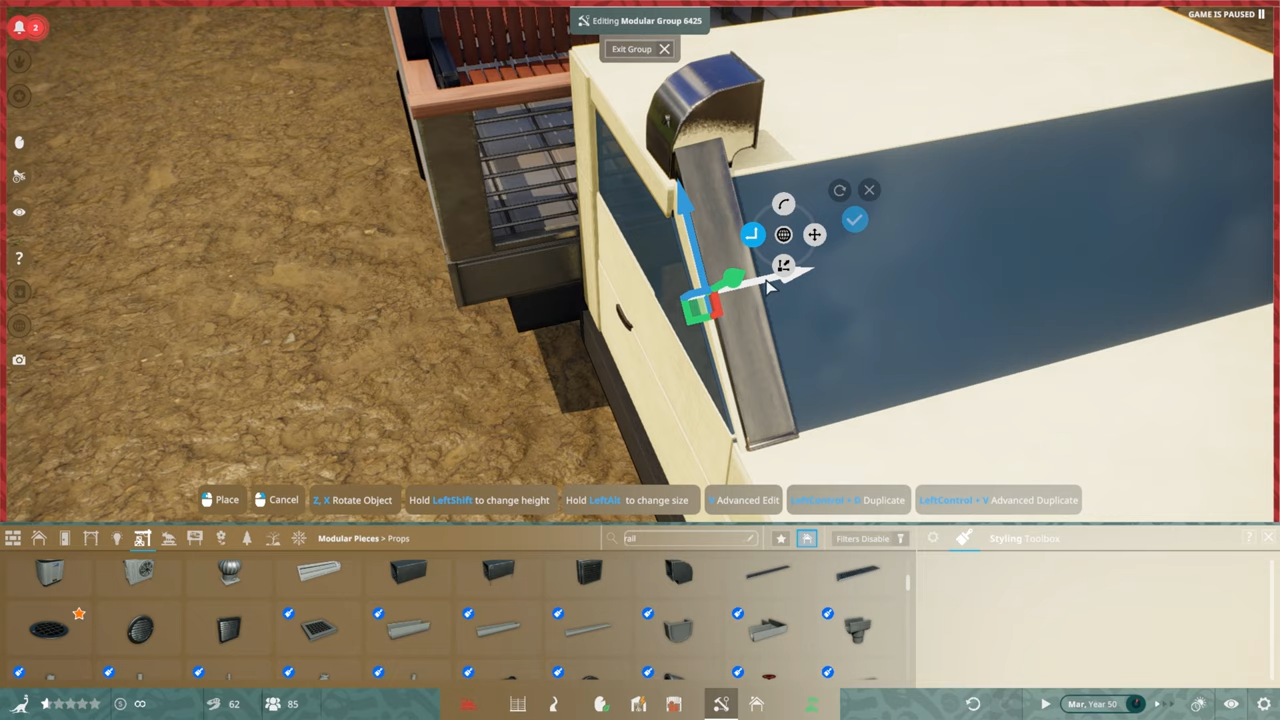 2
Editing Modular Group 6425
GAME IS PAUSED
Exit Group
Place
Cancel
Z, X Rotate Object
Hold LeftShift to change height
Hold LeftAlt to change size
Advanced Edit
LeftControl + D Duplicate
LeftControl + V Advanced Duplicate
Modular Pieces > Props
rail
Filters Disable
Styling Toolbox
?
62
85
Mar, Year 50